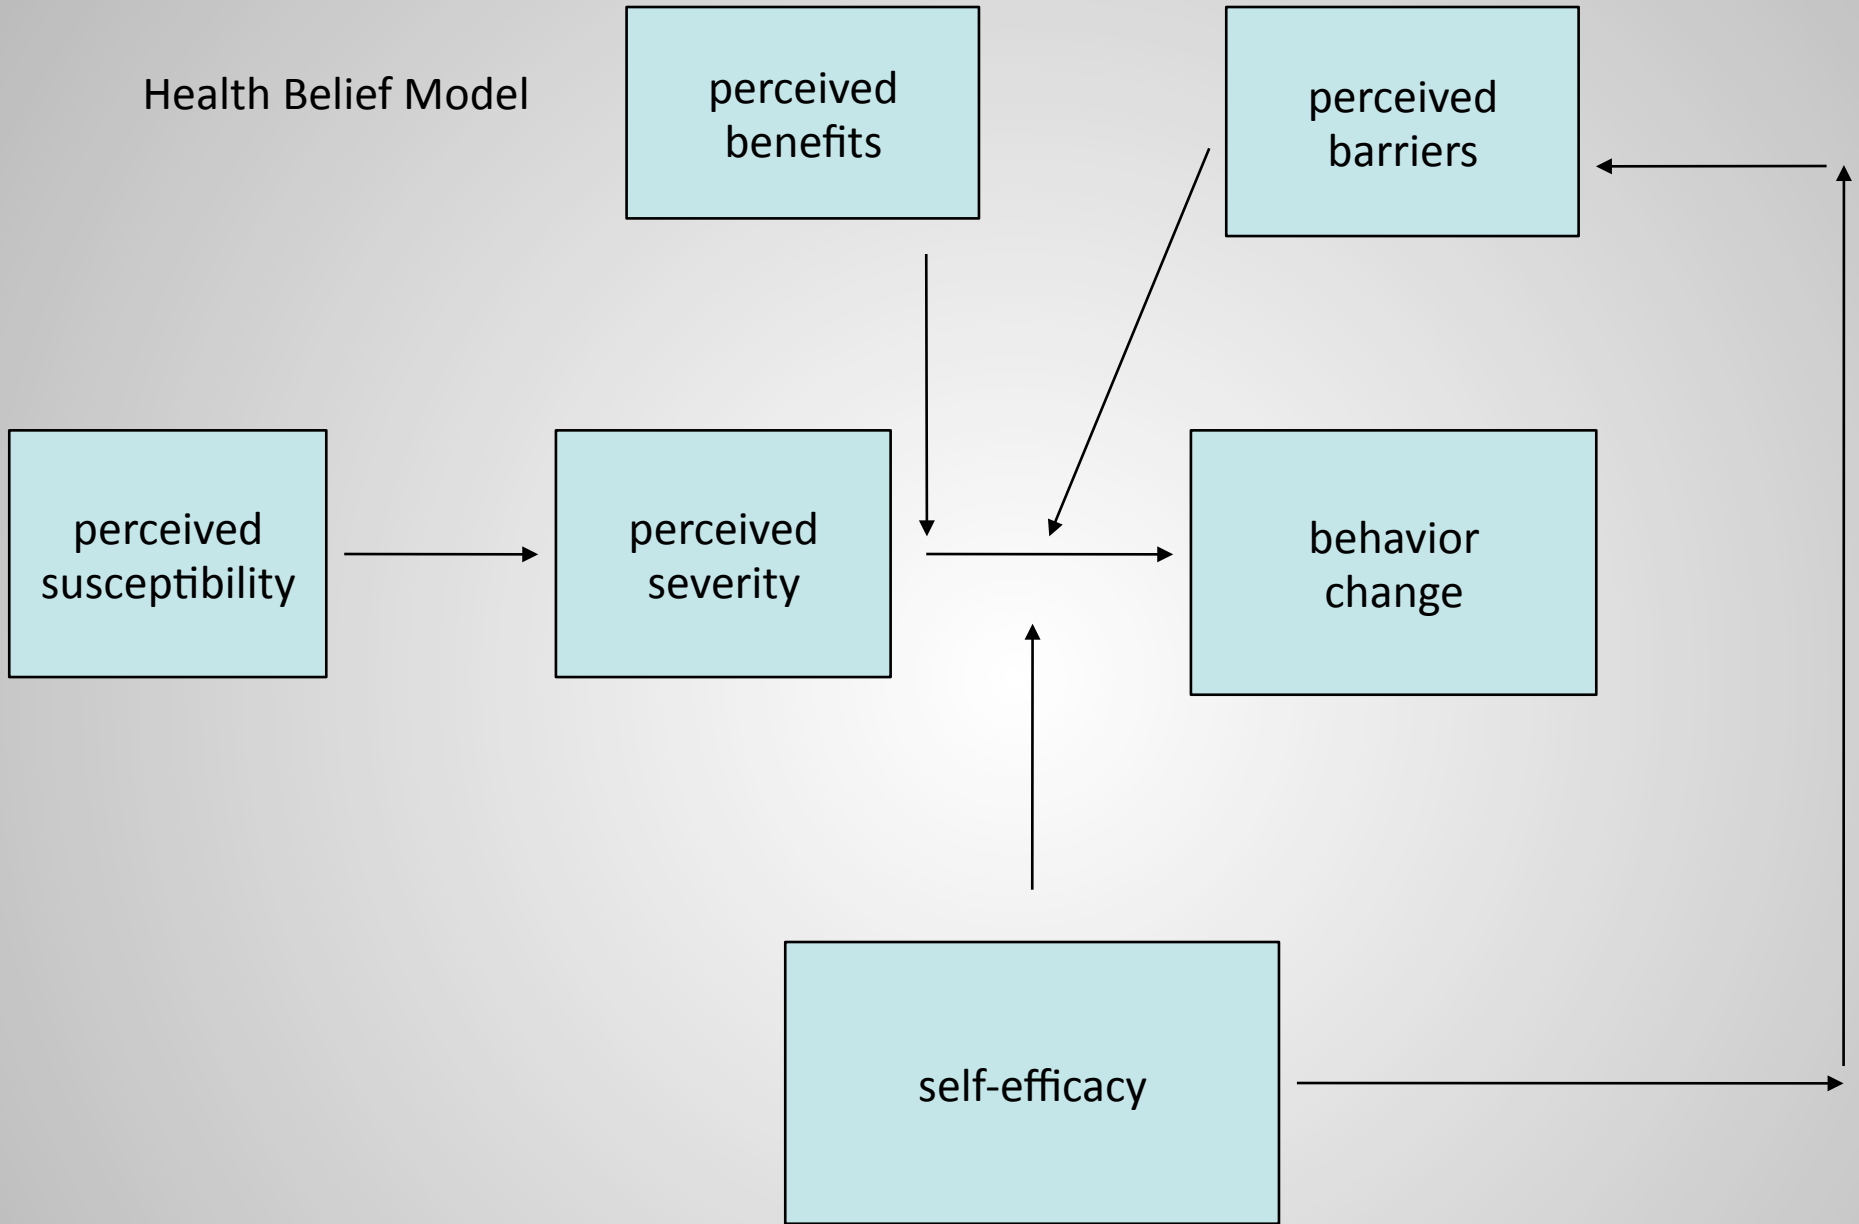 Health Belief Model
perceived
benefits
perceived
barriers
perceived
susceptibility
perceived
severity
behavior
change
self-efficacy